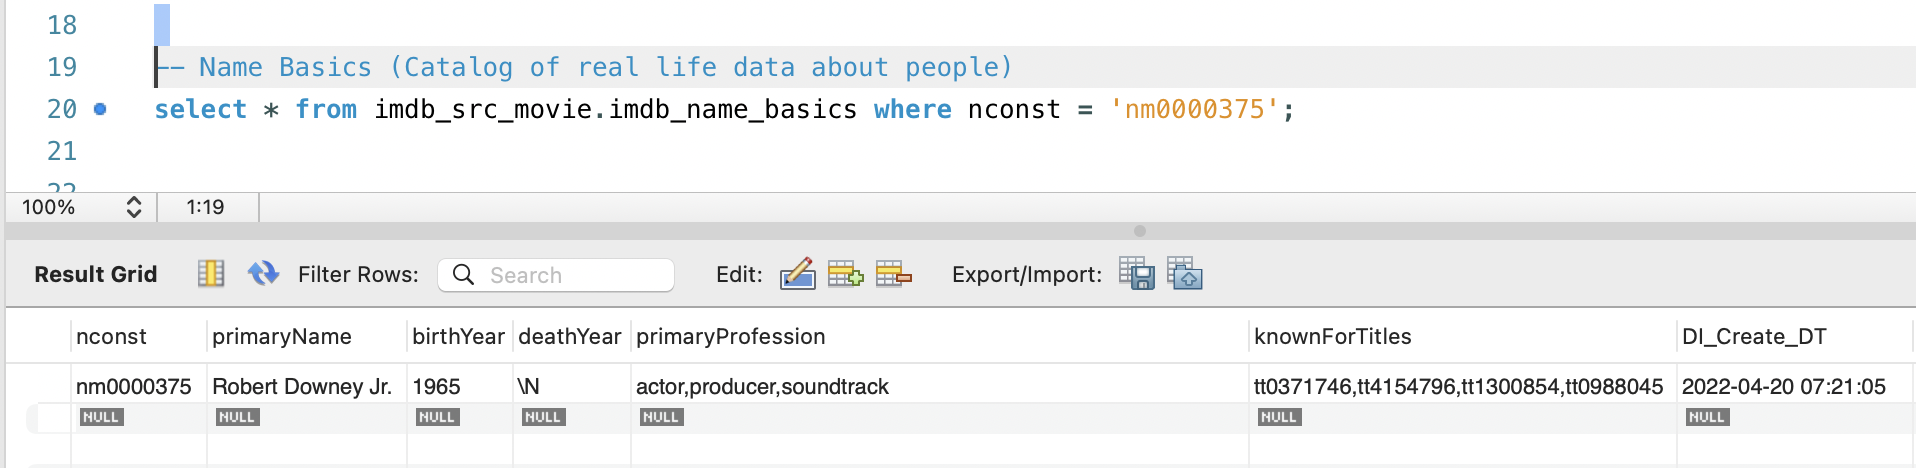 18
19 -- Name Basics (Catalog of real life data about people)
20 select * from imdb_src_movie.imdb_name_basics where nconst = 'nm0000375';
21
22
100% 1:19
Result Grid Filter Rows: Search Edit: Export/Import:
nconst primaryName birthYear deathYear primaryProfession knownForTitles DI_Create_DT
nm0000375 Robert Downey Jr. 1965 \N actor,producer,soundtrack tt0371746,tt4154796,tt1300854,tt0988045 2022-04-20 07:21:05
NULL NULL NULL NULL NULL NULL NULL